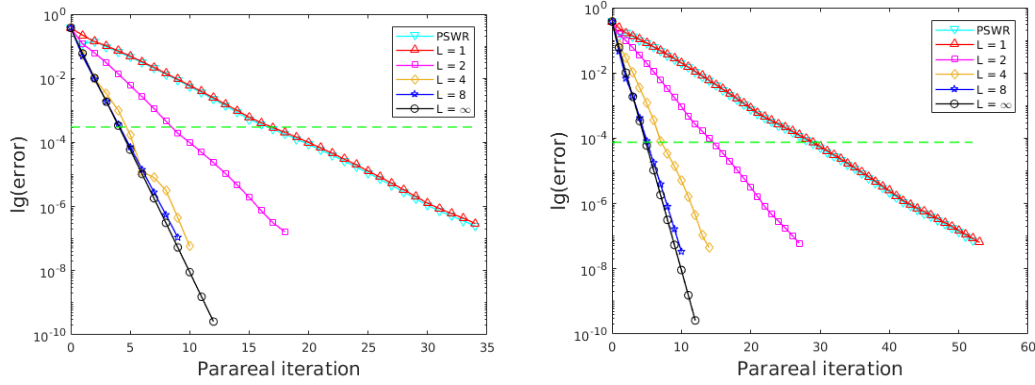 10^0
10^-2
10^-4
10^-6
10^-8
10^-10
lg(error)
0 5 10 15 20 25 30 35
Parareal iteration
PSWR
L = 1
L = 2
L = 4
L = 8
L = ∞
10^0
10^-2
10^-4
10^-6
10^-8
10^-10
lg(error)
0 10 20 30 40 50 60
Parareal iteration
PSWR
L = 1
L = 2
L = 4
L = 8
L = ∞